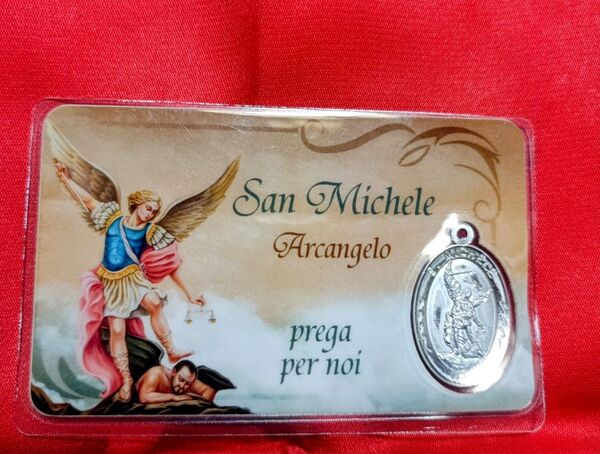 San Michele
Arcangelo
prega
per noi